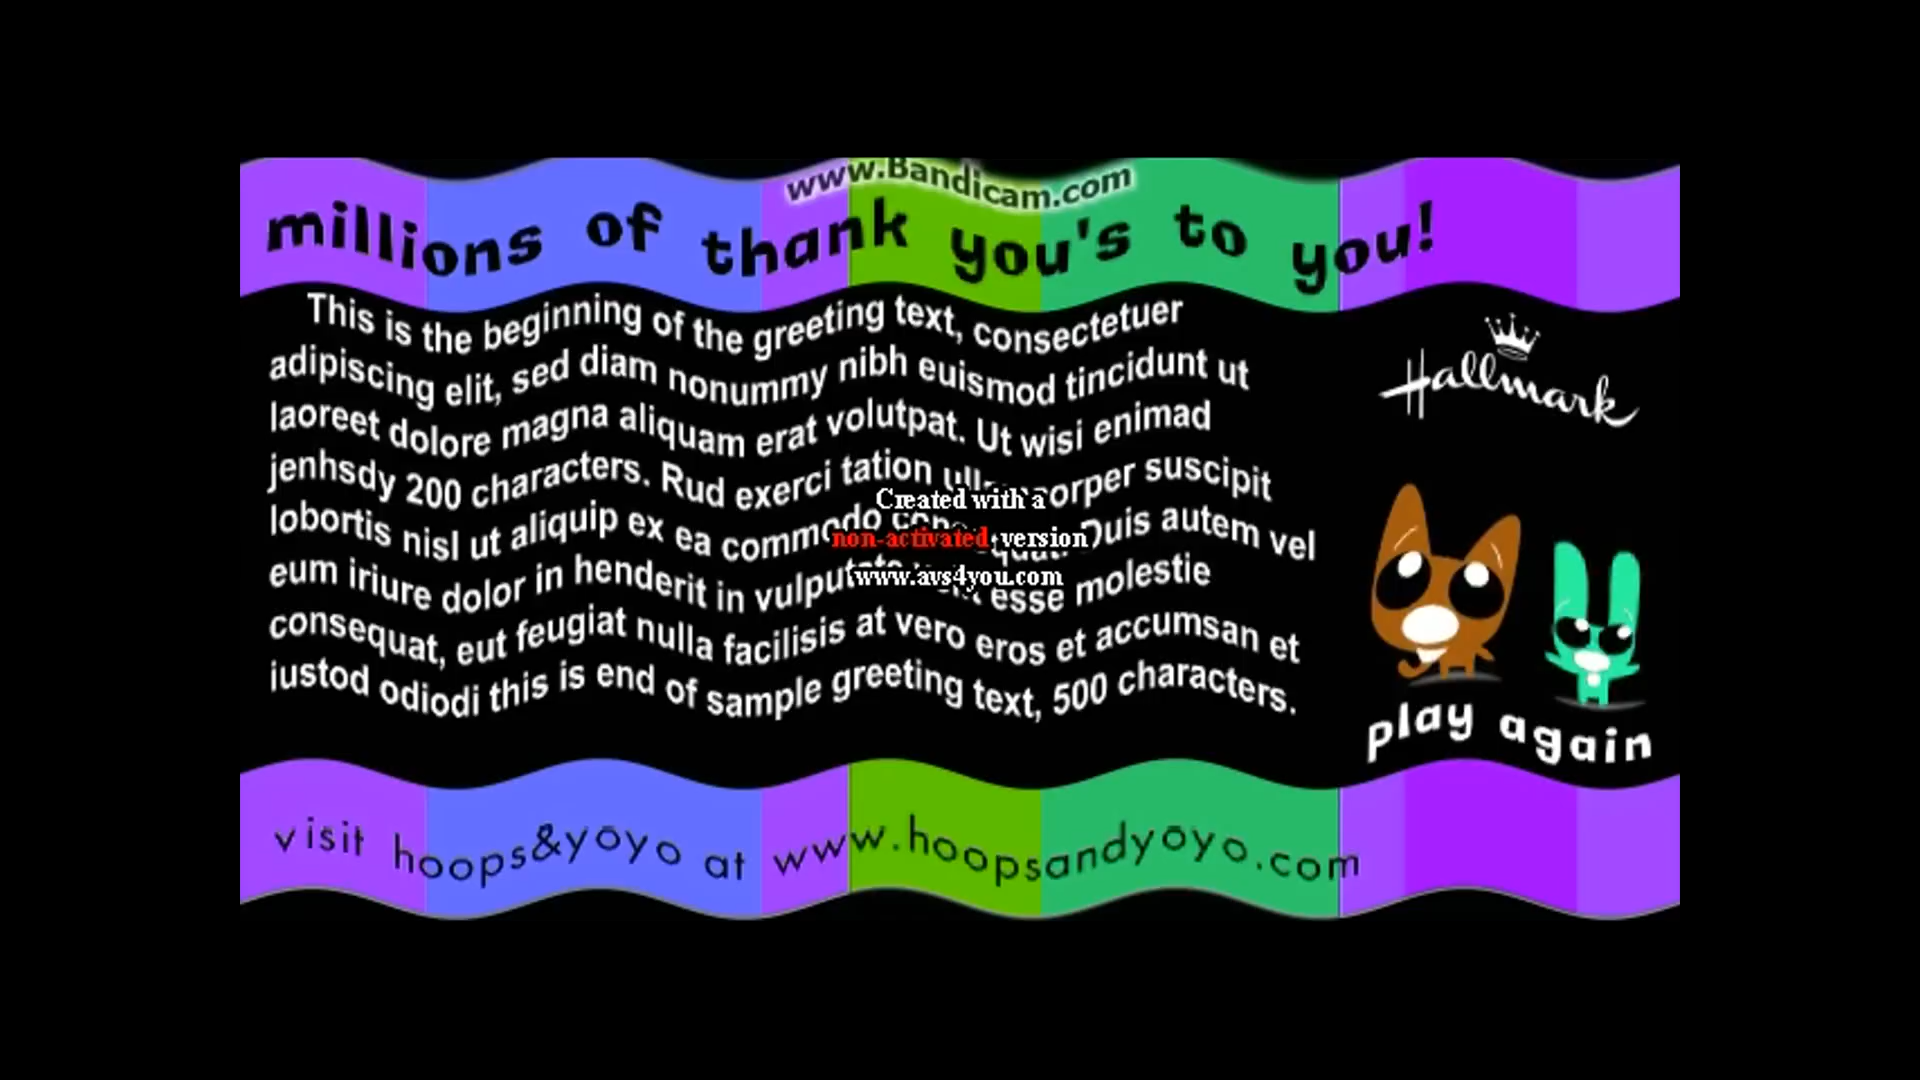 www.Bandicam.com
millions of thank you's to you!
This is the beginning of the greeting text, consectetuer
adipiscing elit, sed diam nonummy nibh euismod tincidunt ut
laoreet dolore magna aliquam erat volutpat. Ut wisi enimad
jenhsdy 200 characters. Rud exerci tation suscipit
lobortis nisl ut aliquip ex ea commodo Duis autem vel
eum iriure dolor in henderit in esse molestie
consequat, eut feugiat nulla facilisis at vero eros et accumsan et
iustod odiodi this is end of sample greeting text, 500 characters.
Created with a
non-activated version
www.avs4you.com
Hallmark
play again
visit hoops&yoyo at www.hoopsandyoyo.com